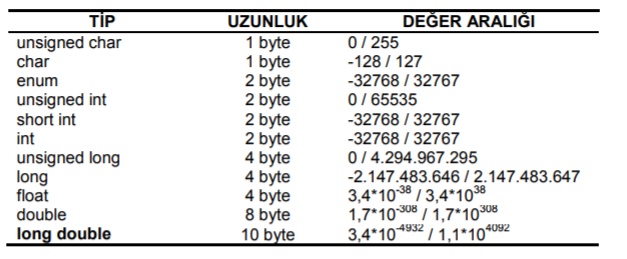 TİP UZUNLUK DEĞER ARALIĞI
unsigned char 1 byte 0 / 255
char 1 byte -128 / 127
enum 2 byte -32768 / 32767
unsigned int 2 byte 0 / 65535
short int 2 byte -32768 / 32767
int 2 byte -32768 / 32767
unsigned long 4 byte 0 / 4.294.967.295
long 4 byte -2.147.483.646 / 2.147.483.647
float 4 byte 3,4*10^-38 / 3,4*10^38
double 8 byte 1,7*10^-308 / 1,7*10^308
long double 10 byte 3,4*10^-4932 / 1,1*10^4092